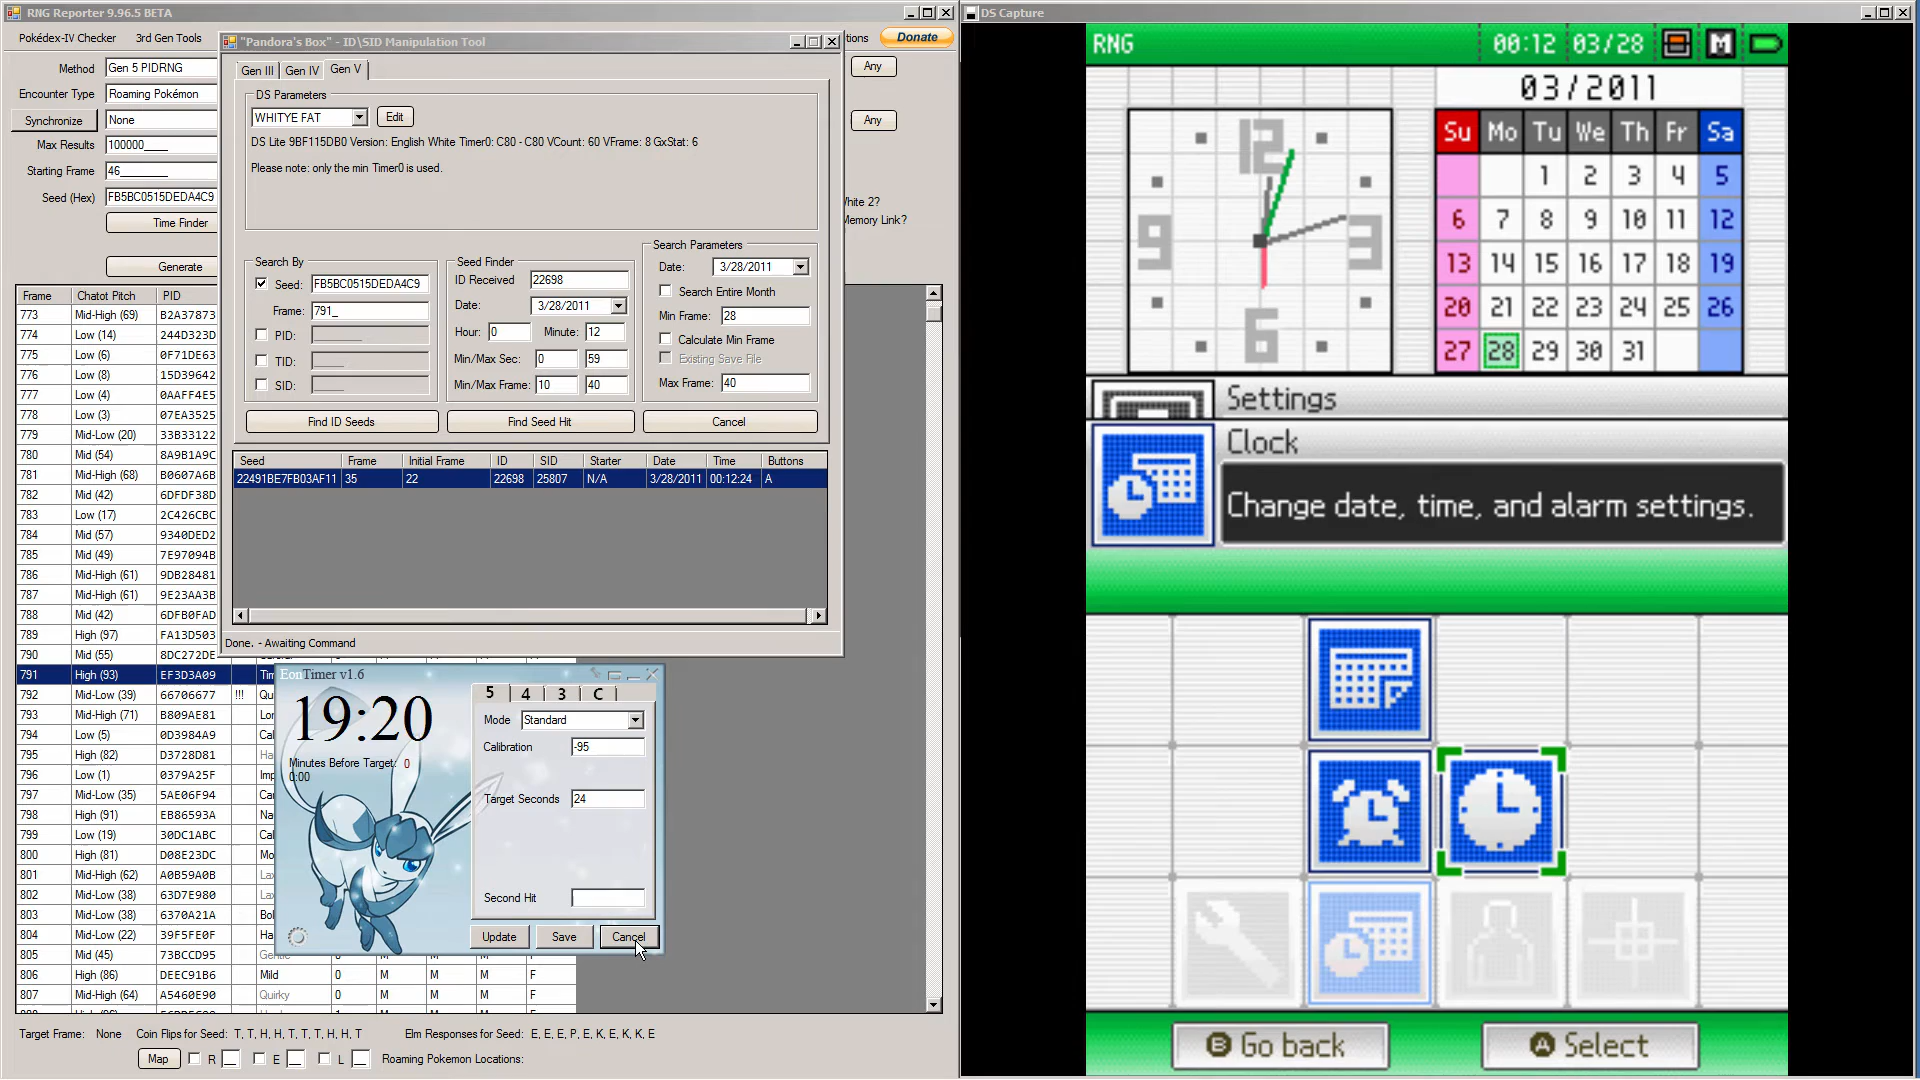 RNG Reporter 9.96.5 BETA
Pokédex-IV Checker
3rd Gen Tools
Donate
Method
Gen 5 PIDRNG
Encounter Type
Roaming Pokémon
Synchronize
None
Max Results
100000____
Starting Frame
46________
Seed (Hex)
FB5BC0515DEDA4C9
Time Finder
Generate
Any
Any
Frame Chatot Pitch PID
773 Mid-High (69) B2A37873
774 Low (14) 244D323D
775 Low (6) 0F71DE63
776 Low (8) 15D39642
777 Low (4) 0AAFF4E5
778 Low (3) 07EA3525
779 Mid-Low (20) 33B33122
780 Mid (54) 8A9B1A9C
781 Mid-High (68) B0607A6B
782 Mid (42) 6DFDF38D
783 Low (17) 2C426CBC
784 Mid (57) 9340DED2
785 Mid (49) 7E97094B
786 Mid-High (61) 9DB28481
787 Mid-High (61) 9E23AA3B
788 Mid (42) 6DFB0FAD
789 High (97) FA13D503
790 Mid (55) 8DC272DE
791 High (93) EF3D3A09
792 Mid-Low (39) 66706677 !!!
793 Mid-High (71) B809AE81
794 Low (5) 0D3984A9
795 High (82) D3728D81
796 Low (1) 0379A25F
797 Mid-Low (35) 5AE06F94
798 High (91) EB86593A
799 Low (19) 30DC1ABC
800 High (81) D08E23DC
801 Mid-High (62) A0B59A0B
802 Mid-Low (38) 63D7E980
803 Mid-Low (38) 6370A21A
804 Mid-Low (22) 39F5FE0F
805 Mid (45) 73BCCD95
806 High (86) DEEC91B6 Mild 0 M M M F
807 Mid-High (64) A5460E90 Quirky 0 M M M F
Target Frame: None Coin Flips for Seed: T, T, H, H, T, T, T, H, H, T Elm Responses for Seed: E, E, E, P, E, K, E, K, K, E
Map R E L Roaming Pokemon Locations:
"Pandora's Box" - ID\SID Manipulation Tool
Gen III Gen IV Gen V
DS Parameters
WHITYE FAT
Edit
DS Lite 9BF115DB0 Version: English White Timer0: C80 - C80 VCount: 60 VFrame: 8 GxStat: 6
Please note: only the min Timer0 is used.
Search By
Seed: FB5BC0515DEDA4C9
Frame: 791_
PID:
TID:
SID:
Find ID Seeds
Seed Finder
ID Received 22698
Date: 3/28/2011
Hour: 0 Minute: 12
Min/Max Sec: 0 59
Min/Max Frame: 10 40
Find Seed Hit
Search Parameters
Date: 3/28/2011
Search Entire Month
Min Frame: 28
Calculate Min Frame
Existing Save File
Max Frame: 40
Cancel
Seed Frame Initial Frame ID SID Starter Date Time Buttons
22491BE7FB03AF11 35 22 22698 25807 N/A 3/28/2011 00:12:24 A
Done. - Awaiting Command
EonTimer v1.6
19:20
Minutes Before Target: 0
0:00
5 4 3 C
Mode Standard
Calibration -95
Target Seconds 24
Second Hit
Update Save Cancel
DS Capture
RNG 00:12 03/28 M
12
9 3
6
03/2011
Su Mo Tu We Th Fr Sa
1 2 3 4 5
6 7 8 9 10 11 12
13 14 15 16 17 18 19
20 21 22 23 24 25 26
27 28 29 30 31
Settings
Clock
Change date, time, and alarm settings.
B Go back
A Select